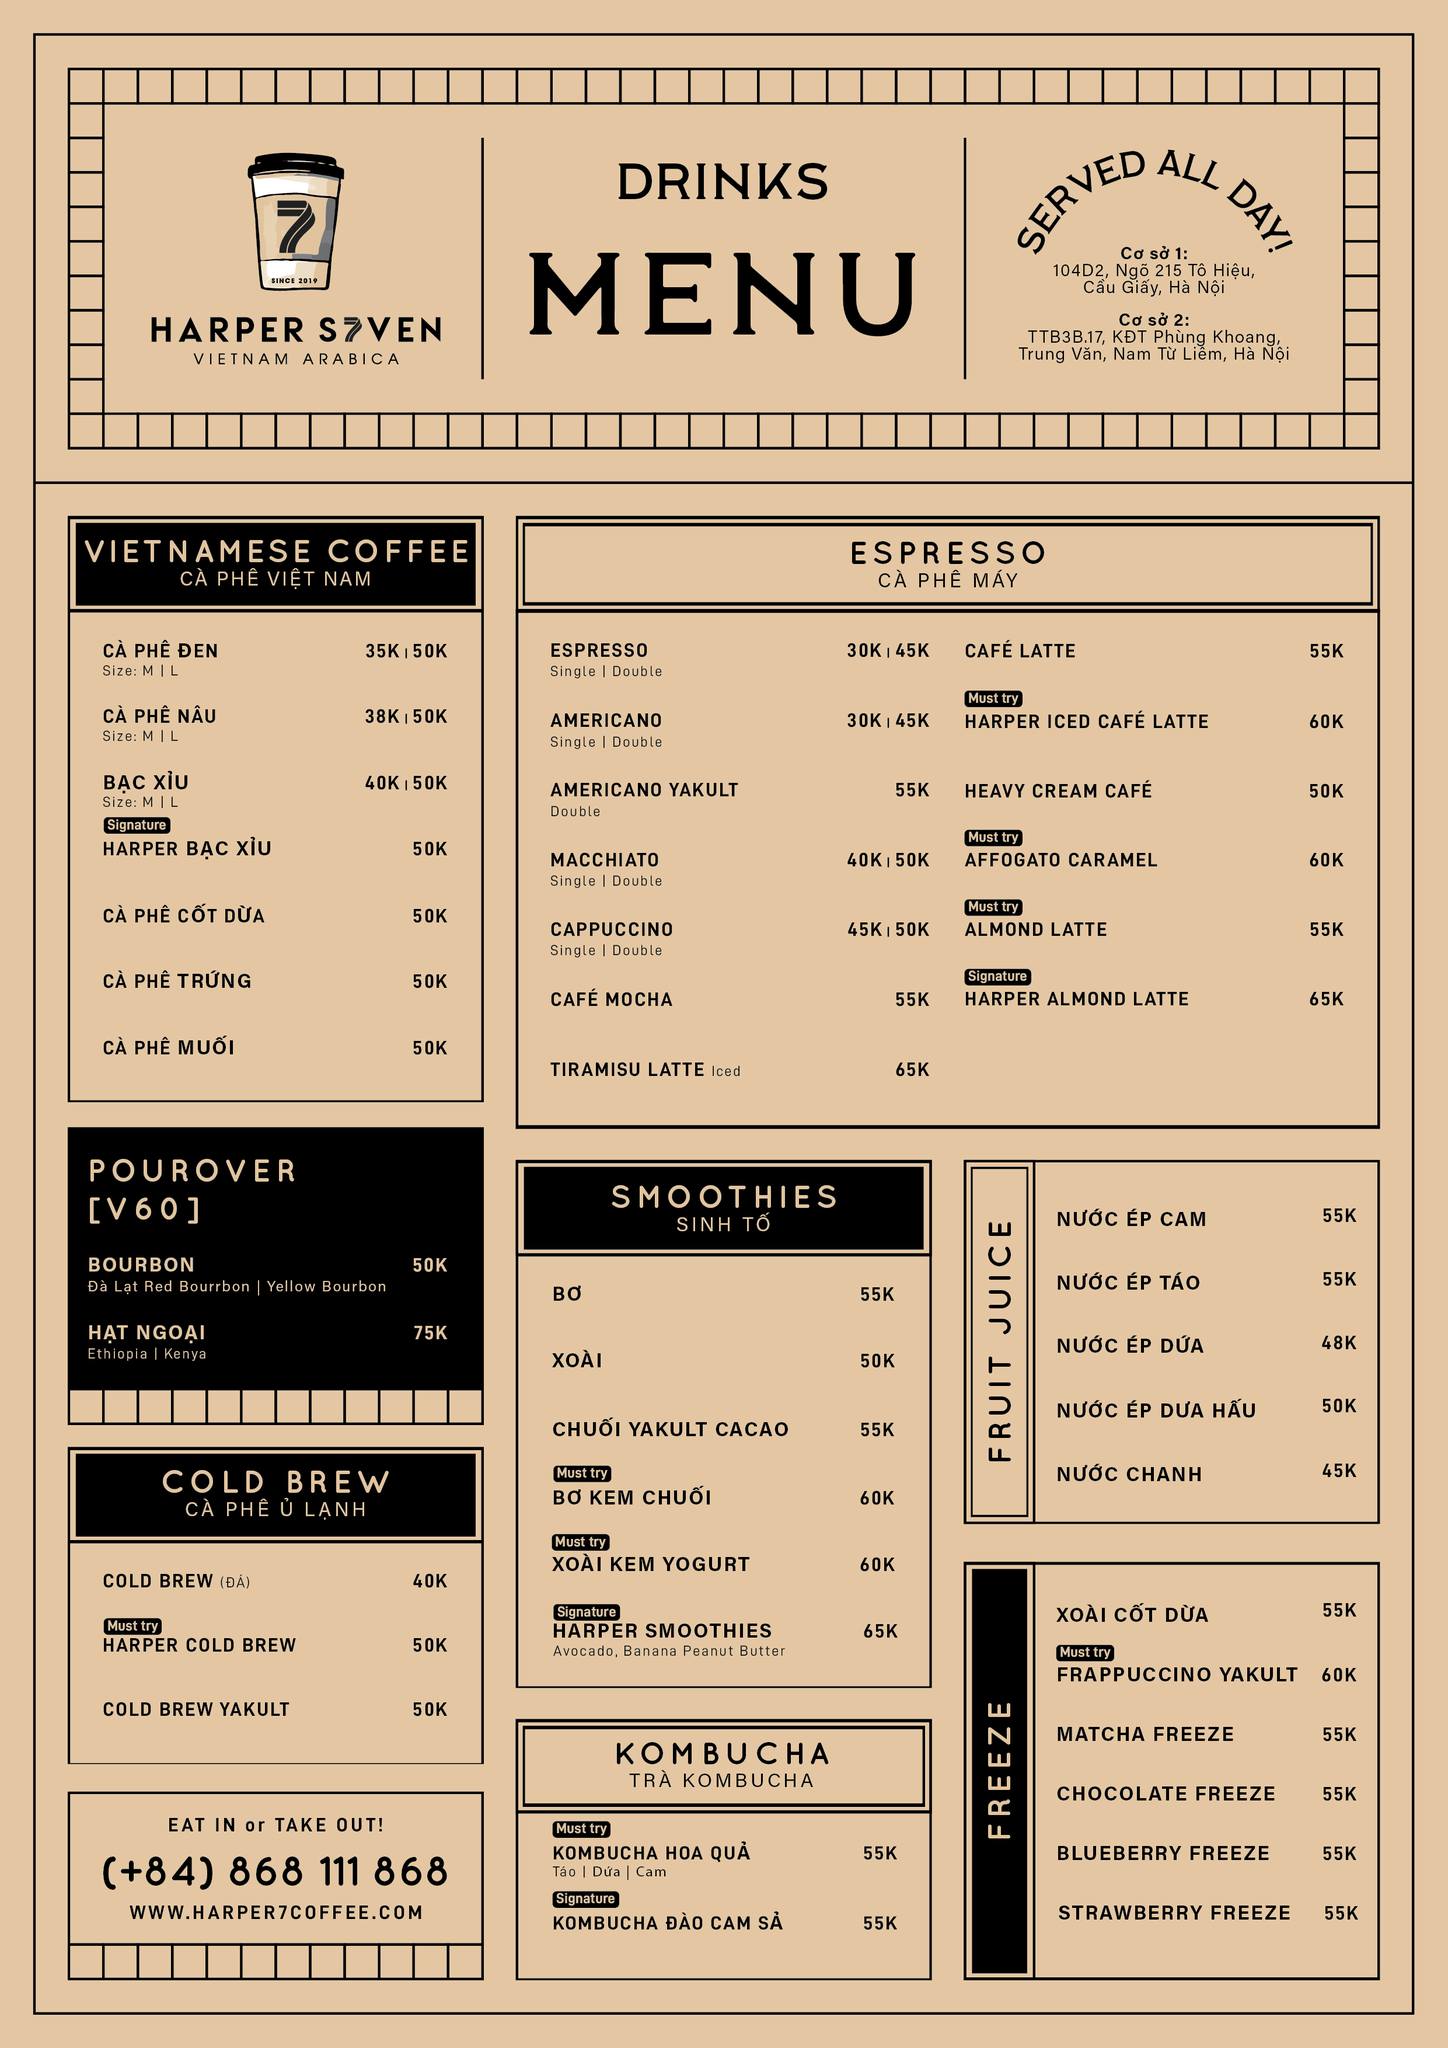 7
SINCE 2019
HARPER S7VEN
VIETNAM ARABICA
DRINKS
MENU
SERVED ALL DAY!
Cơ sở 1:
104D2, Ngõ 215 Tô Hiệu,
Cầu Giấy, Hà Nội
Cơ sở 2:
TTB3B.17, KĐT Phùng Khoang,
Trung Văn, Nam Từ Liêm, Hà Nội
VIETNAMESE COFFEE
CÀ PHÊ VIỆT NAM
CÀ PHÊ ĐEN 35K | 50K
Size: M | L
CÀ PHÊ NÂU 38K | 50K
Size: M | L
BẠC XỈU 40K | 50K
Size: M | L
Signature
HARPER BẠC XỈU 50K
CÀ PHÊ CỐT DỪA 50K
CÀ PHÊ TRỨNG 50K
CÀ PHÊ MUỐI 50K
ESPRESSO
CÀ PHÊ MÁY
ESPRESSO 30K | 45K
Single | Double
AMERICANO 30K | 45K
Single | Double
AMERICANO YAKULT 55K
Double
MACCHIATO 40K | 50K
Single | Double
CAPPUCCINO 45K | 50K
Single | Double
CAFÉ MOCHA 55K
TIRAMISU LATTE Iced 65K
CAFÉ LATTE 55K
Must try
HARPER ICED CAFÉ LATTE 60K
HEAVY CREAM CAFÉ 50K
Must try
AFFOGATO CARAMEL 60K
Must try
ALMOND LATTE 55K
Signature
HARPER ALMOND LATTE 65K
POUROVER
[V60]
BOURBON 50K
Đà Lạt Red Bourrbon | Yellow Bourbon
HẠT NGOẠI 75K
Ethiopia | Kenya
COLD BREW
CÀ PHÊ Ủ LẠNH
COLD BREW (ĐÁ) 40K
Must try
HARPER COLD BREW 50K
COLD BREW YAKULT 50K
EAT IN or TAKE OUT!
(+84) 868 111 868
WWW.HARPER7COFFEE.COM
SMOOTHIES
SINH TỐ
BƠ 55K
XOÀI 50K
CHUỐI YAKULT CACAO 55K
Must try
BƠ KEM CHUỐI 60K
Must try
XOÀI KEM YOGURT 60K
Signature
HARPER SMOOTHIES 65K
Avocado, Banana Peanut Butter
KOMBUCHA
TRÀ KOMBUCHA
Must try
KOMBUCHA HOA QUẢ 55K
Táo | Dứa | Cam
Signature
KOMBUCHA ĐÀO CAM SẢ 55K
FRUIT JUICE
NƯỚC ÉP CAM 55K
NƯỚC ÉP TÁO 55K
NƯỚC ÉP DỨA 48K
NƯỚC ÉP DƯA HẤU 50K
NƯỚC CHANH 45K
FREEZE
XOÀI CỐT DỪA 55K
Must try
FRAPPUCCINO YAKULT 60K
MATCHA FREEZE 55K
CHOCOLATE FREEZE 55K
BLUEBERRY FREEZE 55K
STRAWBERRY FREEZE 55K